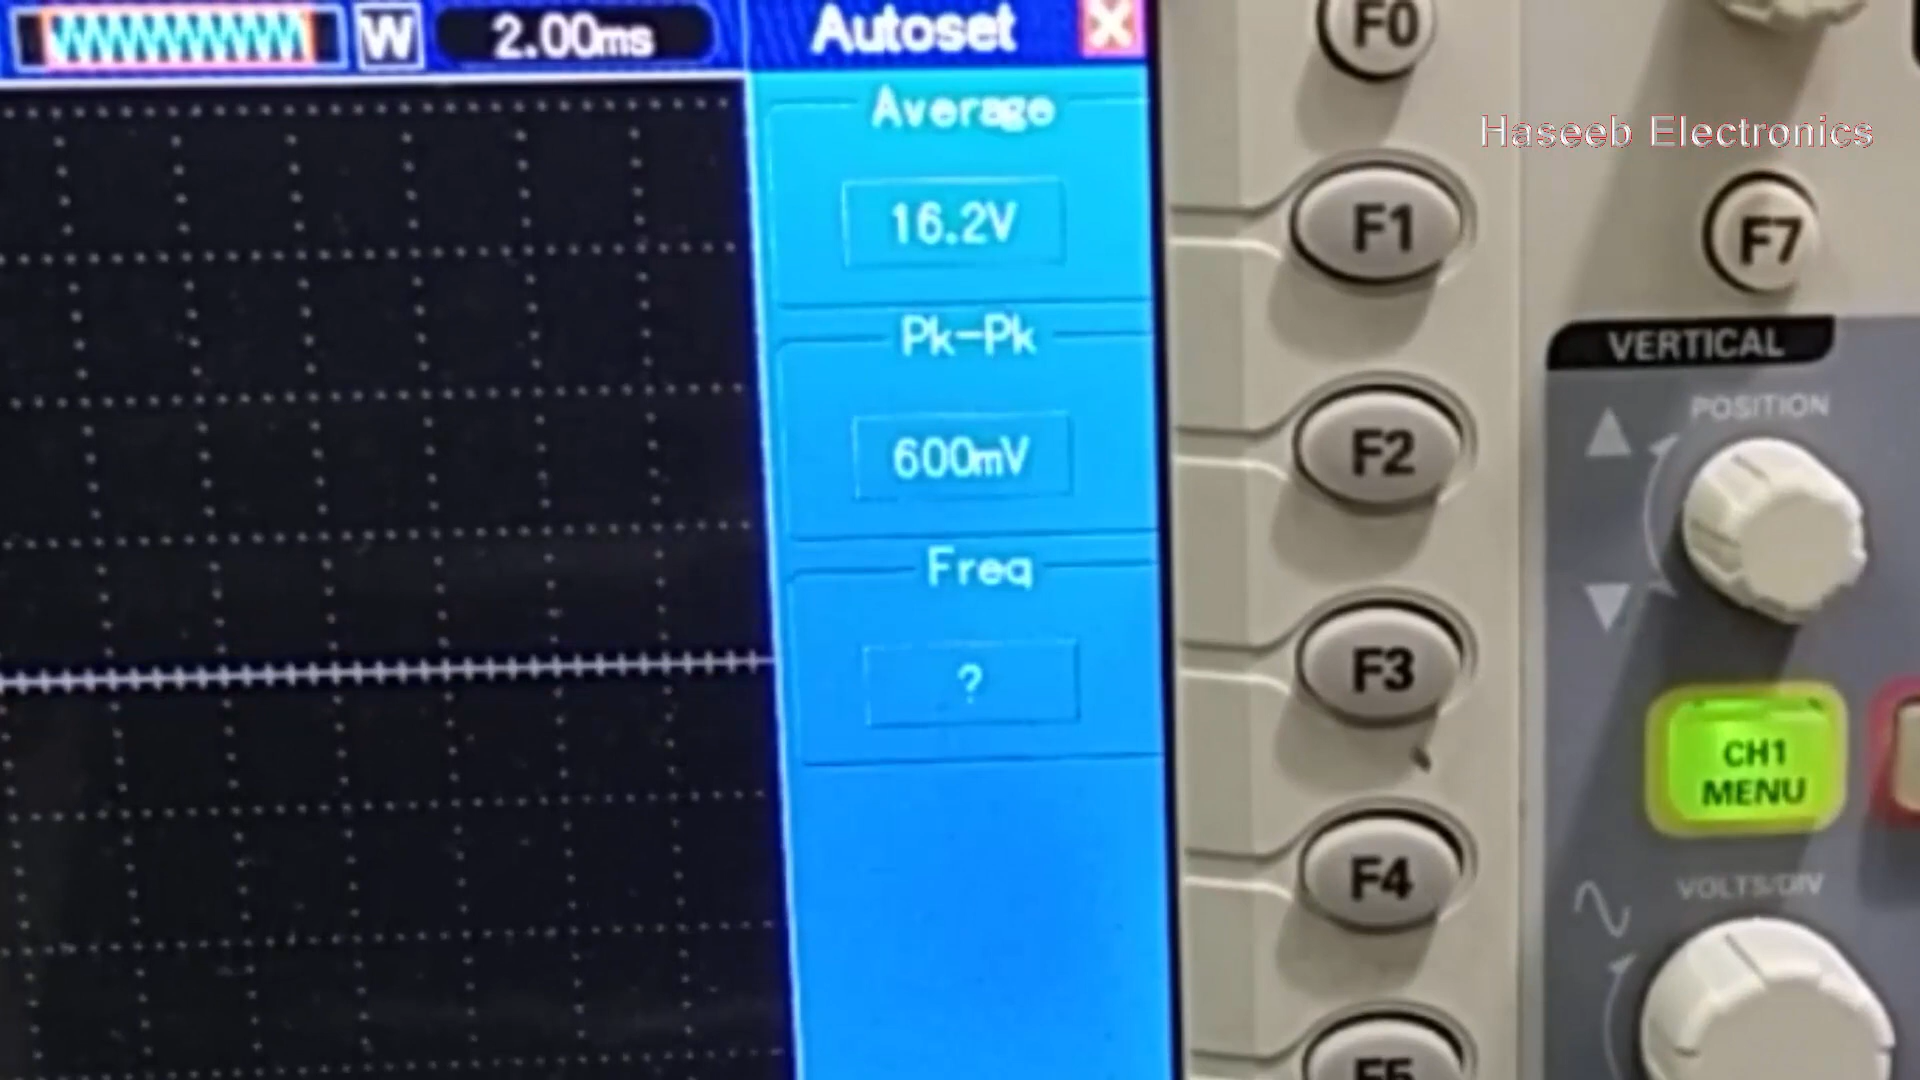 W 2.00ms Autoset X
Average
16.2V
Pk-Pk
600mV
Freq
?
F0
Haseeb Electronics
F1
F7
VERTICAL
POSITION
F2
F3
CH1
MENU
F4
VOLTS/DIV
F5